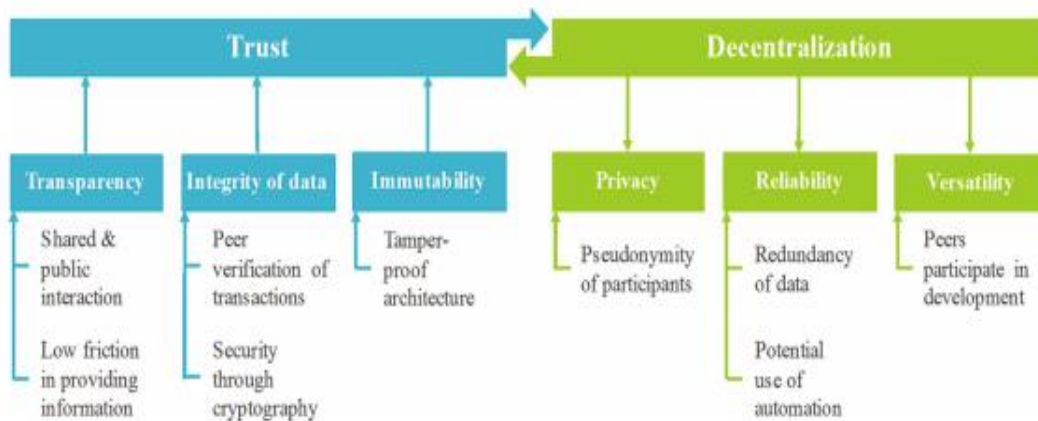 Trust
Decentralization
Transparency
Integrity of data
Immutability
Privacy
Reliability
Versatility
Shared &
public
interaction
Low friction
in providing
information
Peer
verification of
transactions
Security
through
cryptography
Tamper-
proof
architecture
Pseudonymity
of participants
Redundancy
of data
Potential
use of
automation
Peers
participate in
development